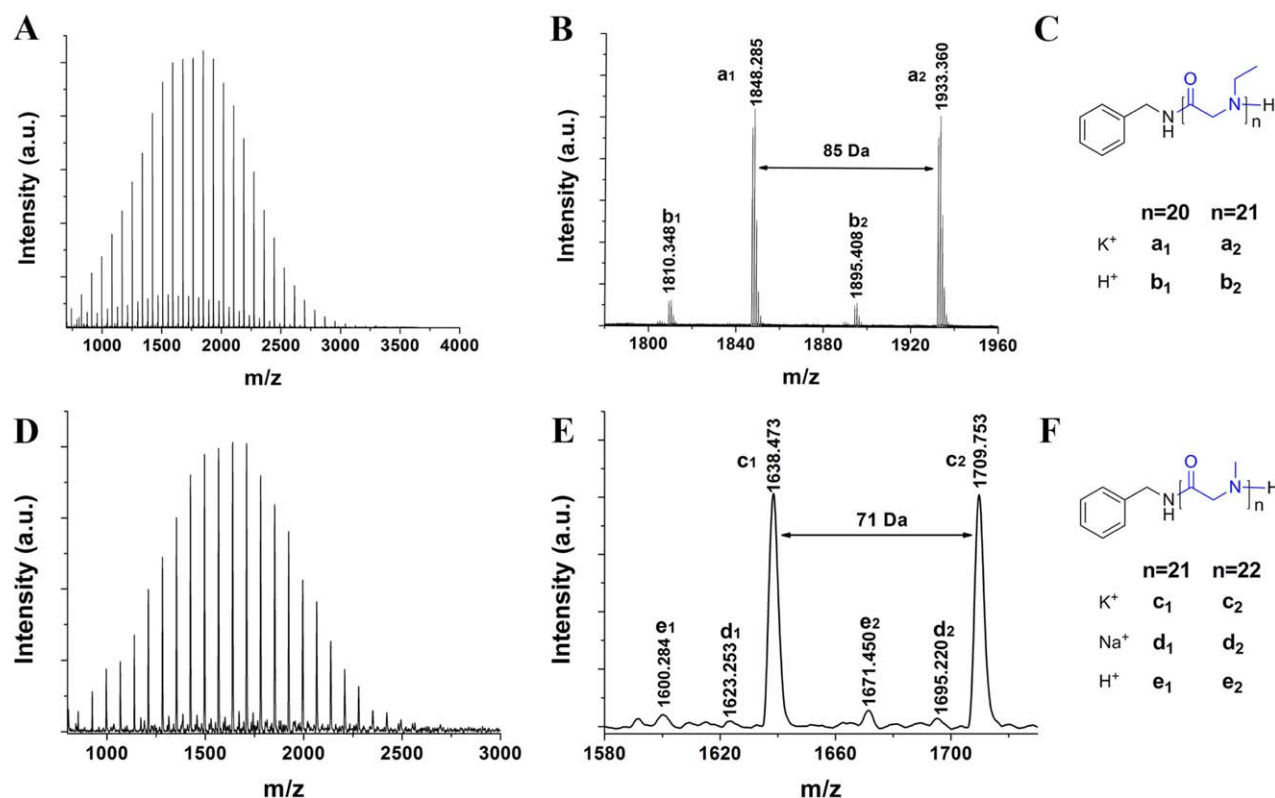 A
Intensity (a.u.)
1000 1500 2000 2500 3000 3500 4000
m/z
B
Intensity (a.u.)
b1
1810.348
a1
1848.285
85 Da
b2
1895.408
a2
1933.360
1800 1840 1880 1920 1960
m/z
C
O
N
H
N
H
n
n=20 n=21
K+ a1 a2
H+ b1 b2
D
Intensity (a.u.)
1000 1500 2000 2500 3000
m/z
E
Intensity (a.u.)
e1
1600.284
d1
1623.253
c1
1638.473
71 Da
e2
1671.450
d2
1695.220
c2
1709.753
1580 1620 1660 1710
m/z
F
O
N
H
N
H
n
n=21 n=22
K+ c1 c2
Na+ d1 d2
H+ e1 e2